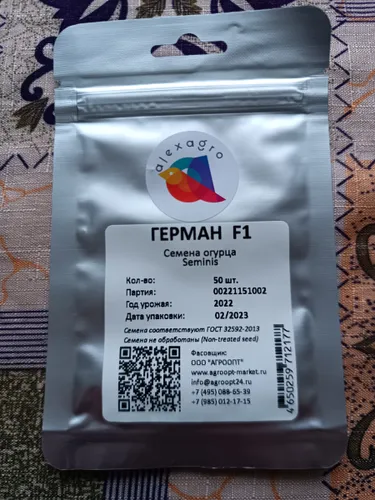 alexagro
ГЕРМАН F1
Семена огурца
Seminis
Кол-во: 50 шт.
Партия: 00221151002
Год урожая: 2022
Дата упаковки: 02/2023
Семена соответствуют ГОСТ 32592-2013
Семена не обработаны (Non-treated seed)
Фасовщик:
ООО "АГРООПТ"
www.agroopt-market.ru
info@agroopt24.ru
+7 (495) 088-65-39
+7 (985) 012-17-15
4650259712177